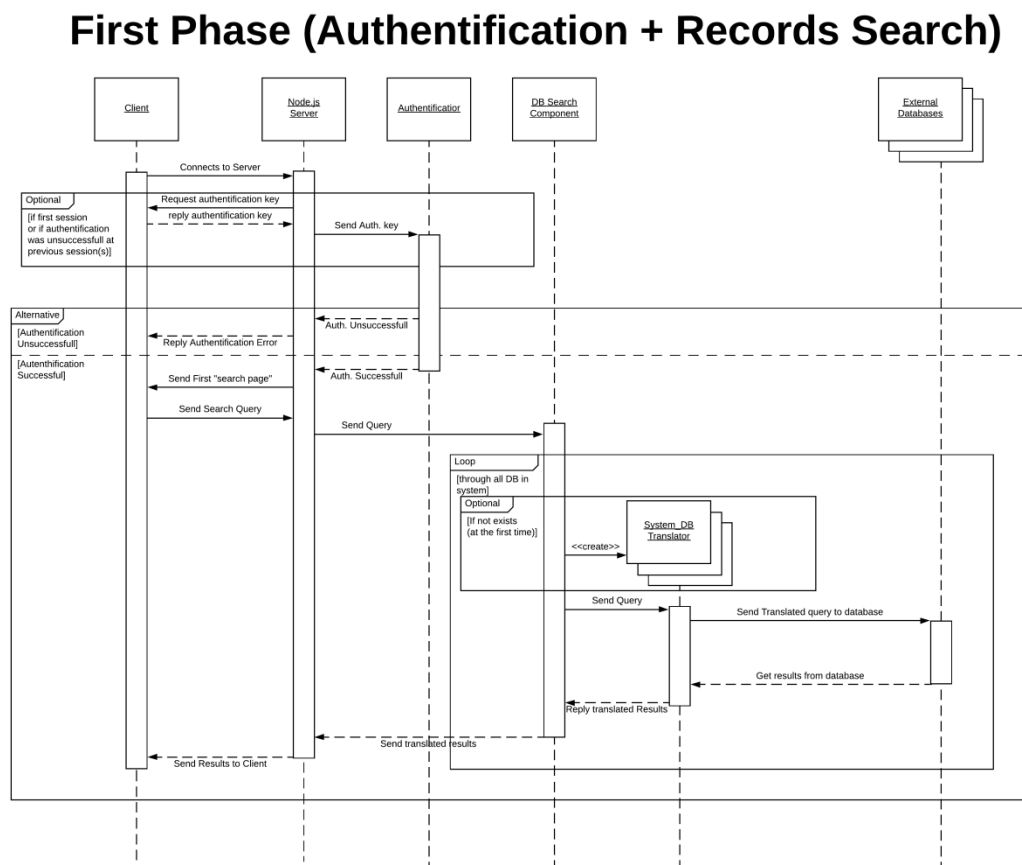 First Phase (Authentification + Records Search)
Client
Node.js
Server
Authentificatior
DB Search
Component
External
Databases
Connects to Server
Optional
Request authentification key
[if first session
or if authentification
was unsuccessfull at
previous session(s)]
reply authentification key
Send Auth. key
Alternative
[Authentification
Unsuccessfull]
Auth. Unsuccessfull
Reply Authentification Error
[Autenthification
Successful]
Auth. Successfull
Send First "search page"
Send Search Query
Send Query
Loop
[through all DB in
system]
Optional
[If not exists
(at the first time)]
System_DB
Translator
<<create>>
Send Query
Send Translated query to database
Get results from database
Reply translated Results
Send translated results
Send Results to Client